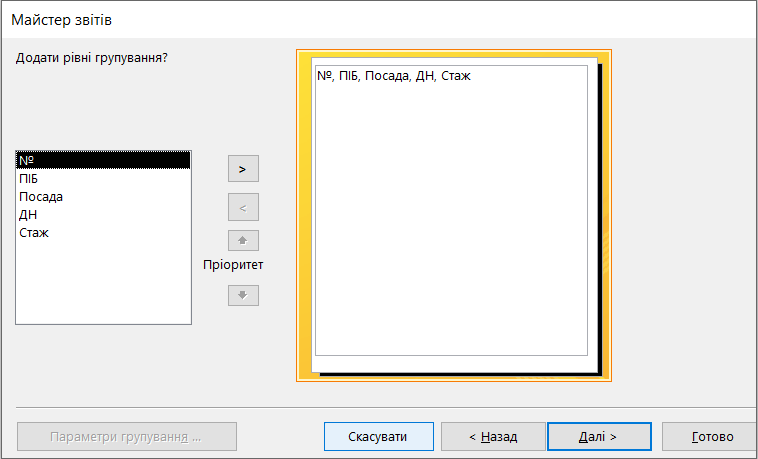 Майстер звітів
Додати рівні групування?
№, ПІБ, Посада, ДН, Стаж
№
ПІБ
Посада
ДН
Стаж
>
<
Пріоритет
Параметри групування ...
Скасувати
< Назад
Далі >
Готово